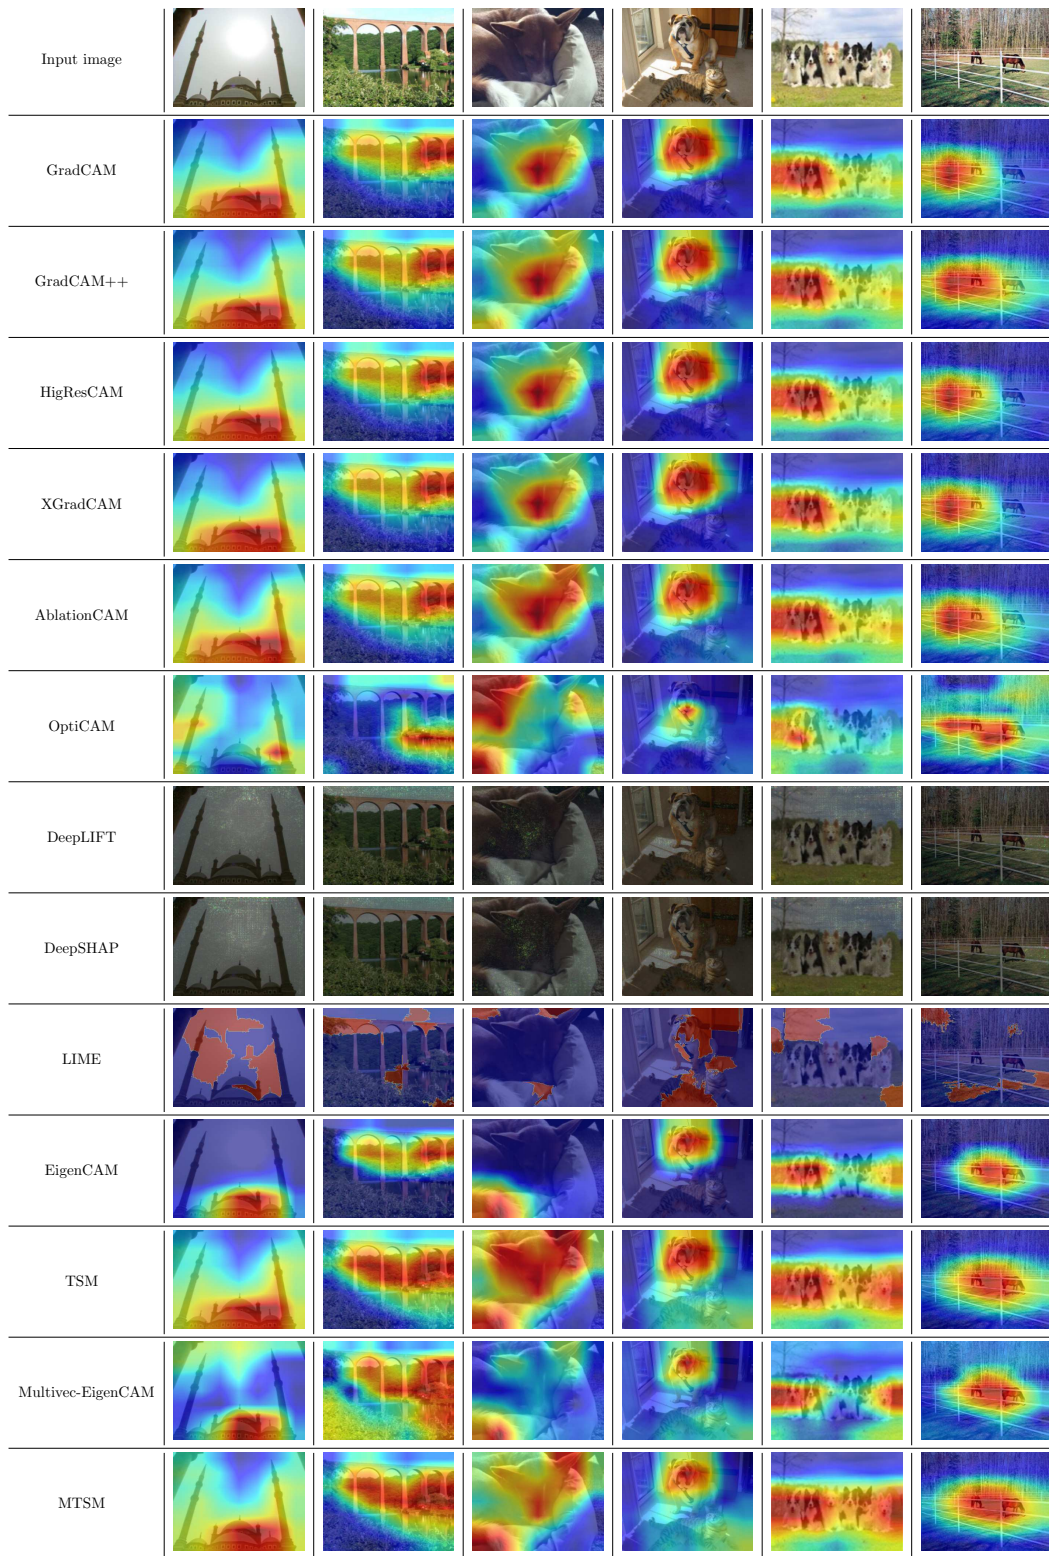 Input image
GradCAM
GradCAM++
HigResCAM
XGradCAM
AblationCAM
OptiCAM
DeepLIFT
DeepSHAP
LIME
EigenCAM
TSM
Multivec-EigenCAM
MTSM